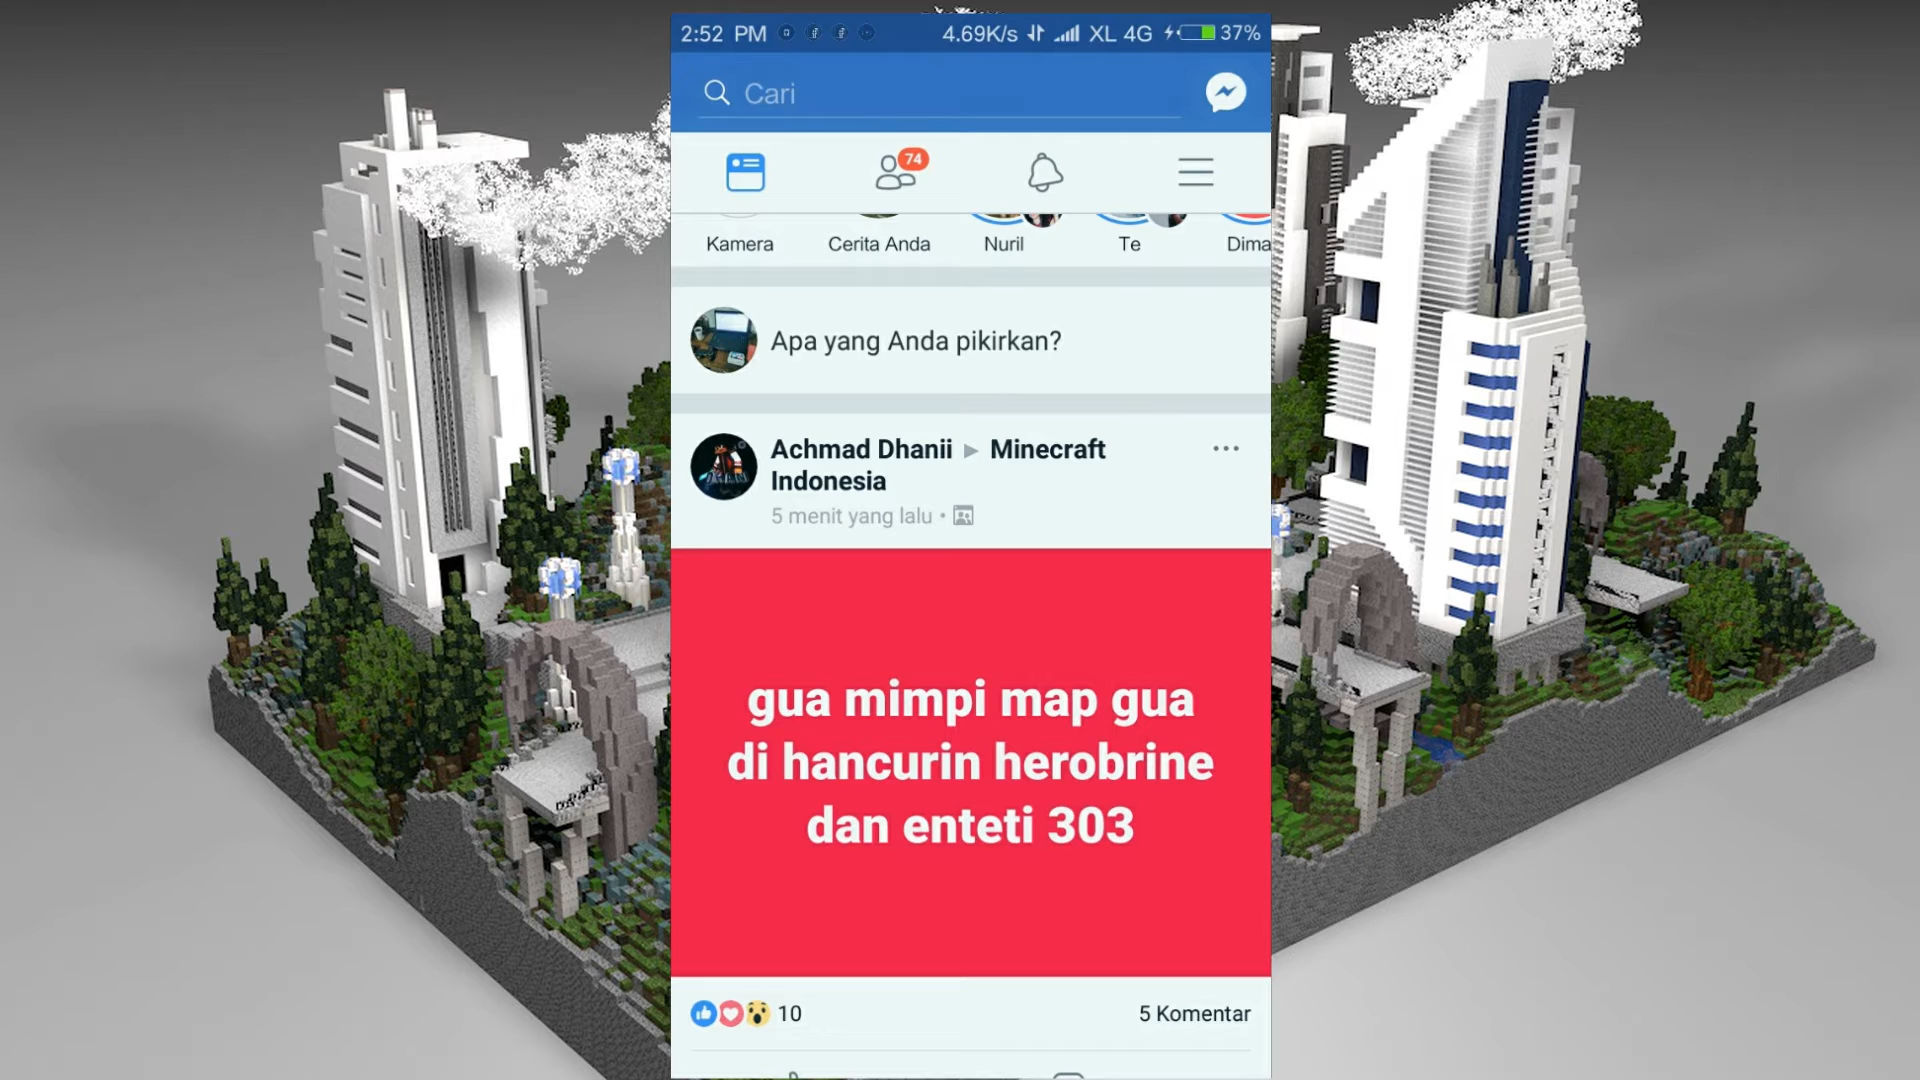 2:52 PM 4.69K/s XL 4G 37%
Cari
74
Kamera Cerita Anda Nuril Te Dima
Apa yang Anda pikirkan?
Achmad Dhanii ▸ Minecraft
Indonesia
5 menit yang lalu •
gua mimpi map gua
di hancurin herobrine
dan enteti 303
10 5 Komentar